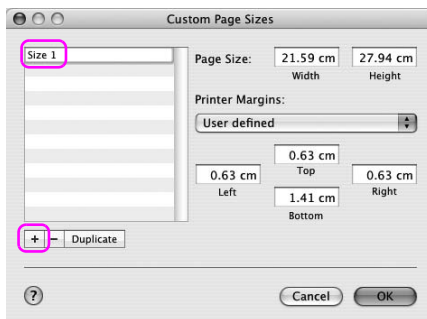 Custom Page Sizes
Size 1
Page Size:
21.59 cm
27.94 cm
Width
Height
Printer Margins:
User defined
0.63 cm
Top
0.63 cm
0.63 cm
Left
Right
1.41 cm
Bottom
+ − Duplicate
?
Cancel
OK